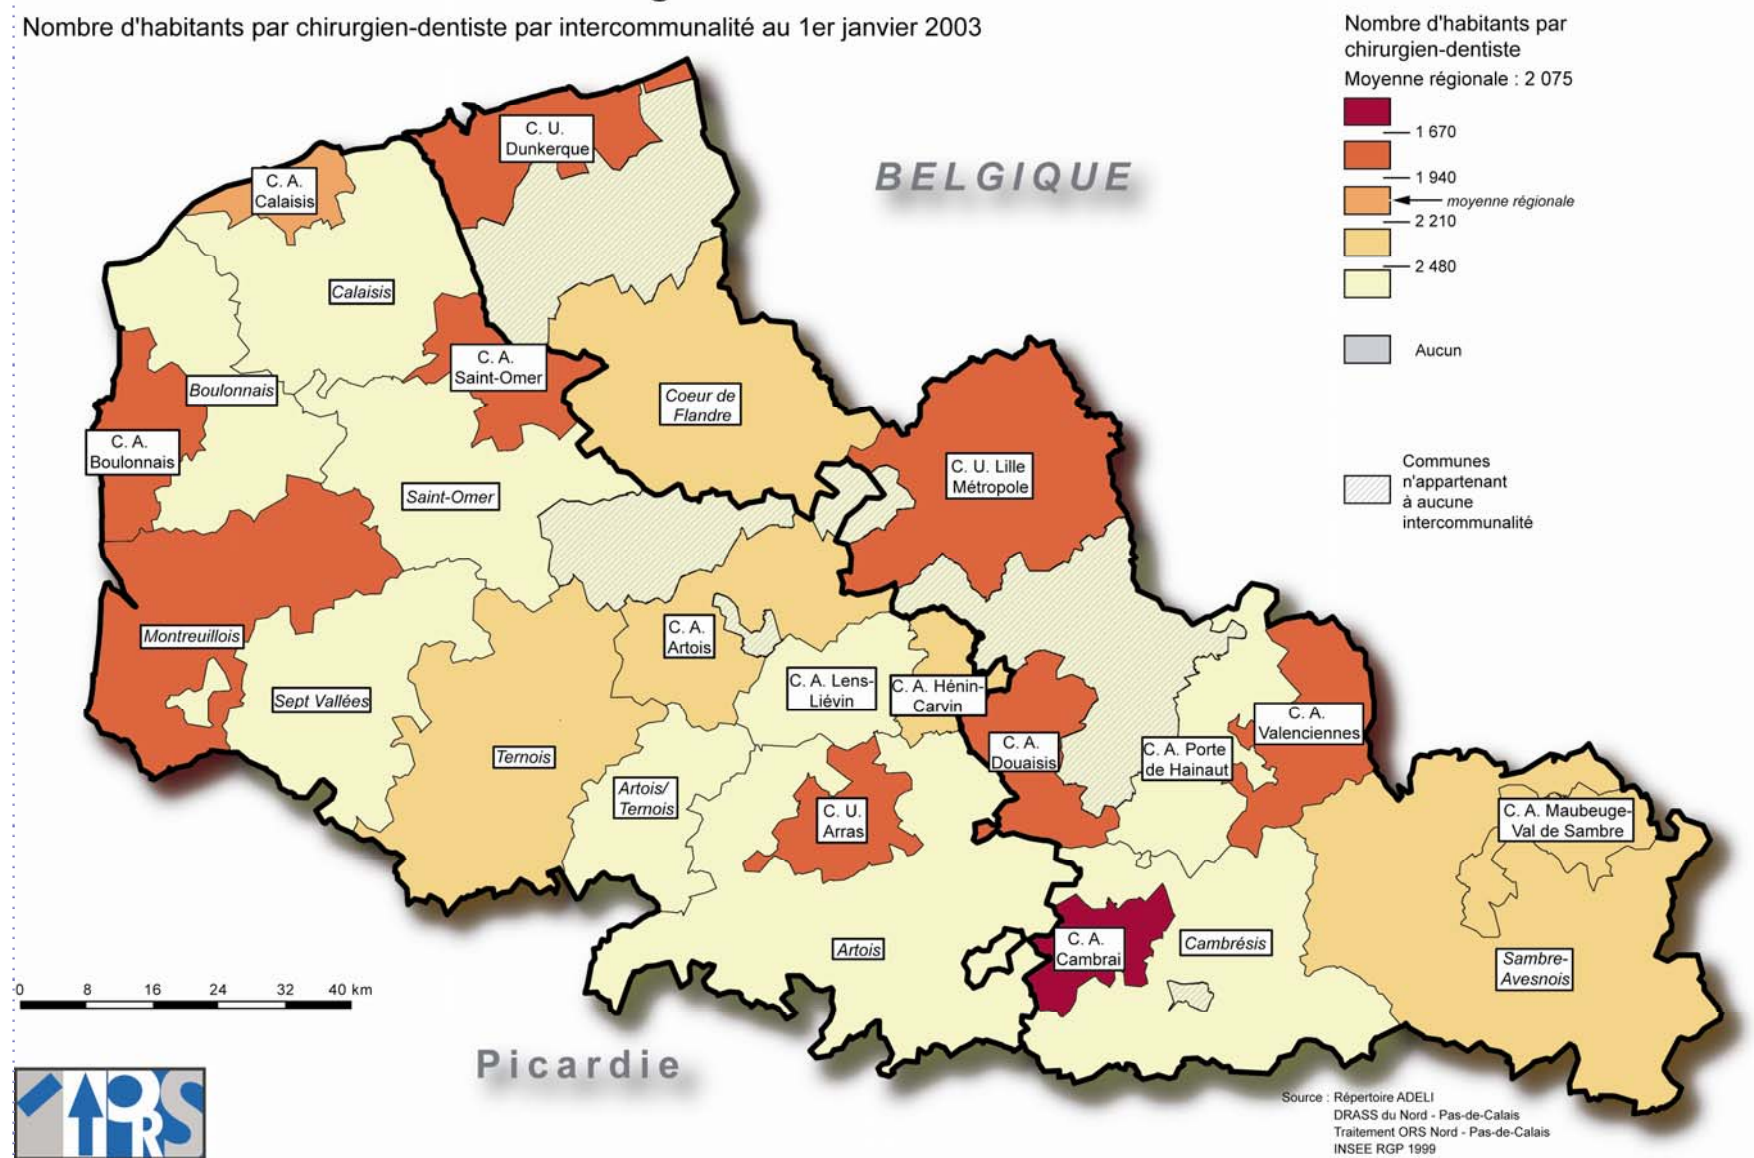 Nombre d'habitants par chirurgien-dentiste par intercommunalité au 1er janvier 2003
Nombre d'habitants par
chirurgien-dentiste
Moyenne régionale : 2 075
1 670
1 940
moyenne régionale
2 210
2 480
Aucun
Communes
n'appartenant
à aucune
intercommunalité
BELGIQUE
C. U.
Dunkerque
C. A.
Calaisis
Calaisis
C. A.
Saint-Omer
Boulonnais
Coeur de
Flandre
C. A.
Boulonnais
C. U. Lille
Métropole
Saint-Omer
Montreuillois
C. A.
Artois
Sept Vallées
C. A. Lens-
Liévin
C. A. Hénin-
Carvin
C. A.
Valenciennes
Ternois
C. A.
Douaisis
C. A. Porte
de Hainaut
Artois/
Ternois
C. U.
Arras
C. A. Maubeuge-
Val de Sambre
Artois
C. A.
Cambrai
Cambrésis
Sambre-
Avesnois
0 8 16 24 32 40 km
Picardie
ORS
Source : Répertoire ADELI
DRASS du Nord - Pas-de-Calais
Traitement ORS Nord - Pas-de-Calais
INSEE RGP 1999